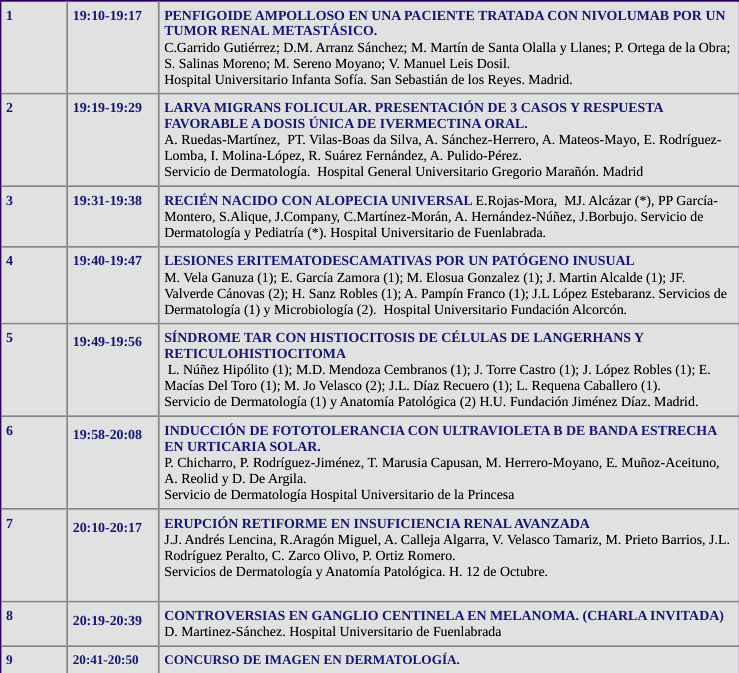 1 19:10-19:17 PENFIGOIDE AMPOLLOSO EN UNA PACIENTE TRATADA CON NIVOLUMAB POR UN
TUMOR RENAL METASTÁSICO.
C.Garrido Gutiérrez; D.M. Arranz Sánchez; M. Martín de Santa Olalla y Llanes; P. Ortega de la Obra;
S. Salinas Moreno; M. Sereno Moyano; V. Manuel Leis Dosil.
Hospital Universitario Infanta Sofía. San Sebastián de los Reyes. Madrid.
2 19:19-19:29 LARVA MIGRANS FOLICULAR. PRESENTACIÓN DE 3 CASOS Y RESPUESTA
FAVORABLE A DOSIS ÚNICA DE IVERMECTINA ORAL.
A. Ruedas-Martínez, PT. Vilas-Boas da Silva, A. Sánchez-Herrero, A. Mateos-Mayo, E. Rodríguez-
Lomba, I. Molina-López, R. Suárez Fernández, A. Pulido-Pérez.
Servicio de Dermatología. Hospital General Universitario Gregorio Marañón. Madrid
3 19:31-19:38 RECIÉN NACIDO CON ALOPECIA UNIVERSAL E.Rojas-Mora, MJ. Alcázar (*), PP García-
Montero, S.Alique, J.Company, C.Martínez-Morán, A. Hernández-Núñez, J.Borbujo. Servicio de
Dermatología y Pediatría (*). Hospital Universitario de Fuenlabrada.
4 19:40-19:47 LESIONES ERITEMATODESCAMATIVAS POR UN PATÓGENO INUSUAL
M. Vela Ganuza (1); E. García Zamora (1); M. Elosua Gonzalez (1); J. Martin Alcalde (1); JF.
Valverde Cánovas (2); H. Sanz Robles (1); A. Pampín Franco (1); J.L López Estebaranz. Servicios de
Dermatología (1) y Microbiología (2). Hospital Universitario Fundación Alcorcón.
5 19:49-19:56 SÍNDROME TAR CON HISTIOCITOSIS DE CÉLULAS DE LANGERHANS Y
RETICULOHISTIOCITOMA
L. Núñez Hipólito (1); M.D. Mendoza Cembranos (1); J. Torre Castro (1); J. López Robles (1); E.
Macías Del Toro (1); M. Jo Velasco (2); J.L. Díaz Recuero (1); L. Requena Caballero (1).
Servicio de Dermatología (1) y Anatomía Patológica (2) H.U. Fundación Jiménez Díaz. Madrid.
6 19:58-20:08 INDUCCIÓN DE FOTOTOLERANCIA CON ULTRAVIOLETA B DE BANDA ESTRECHA
EN URTICARIA SOLAR.
P. Chicharro, P. Rodríguez-Jiménez, T. Marusia Capusan, M. Herrero-Moyano, E. Muñoz-Aceituno,
A. Reolid y D. De Argila.
Servicio de Dermatología Hospital Universitario de la Princesa
7 20:10-20:17 ERUPCIÓN RETIFORME EN INSUFICIENCIA RENAL AVANZADA
J.J. Andrés Lencina, R.Aragón Miguel, A. Calleja Algarra, V. Velasco Tamariz, M. Prieto Barrios, J.L.
Rodríguez Peralto, C. Zarco Olivo, P. Ortiz Romero.
Servicios de Dermatología y Anatomía Patológica. H. 12 de Octubre.
8 20:19-20:39 CONTROVERSIAS EN GANGLIO CENTINELA EN MELANOMA. (CHARLA INVITADA)
D. Martinez-Sánchez. Hospital Universitario de Fuenlabrada
9 20:41-20:50 CONCURSO DE IMAGEN EN DERMATOLOGÍA.